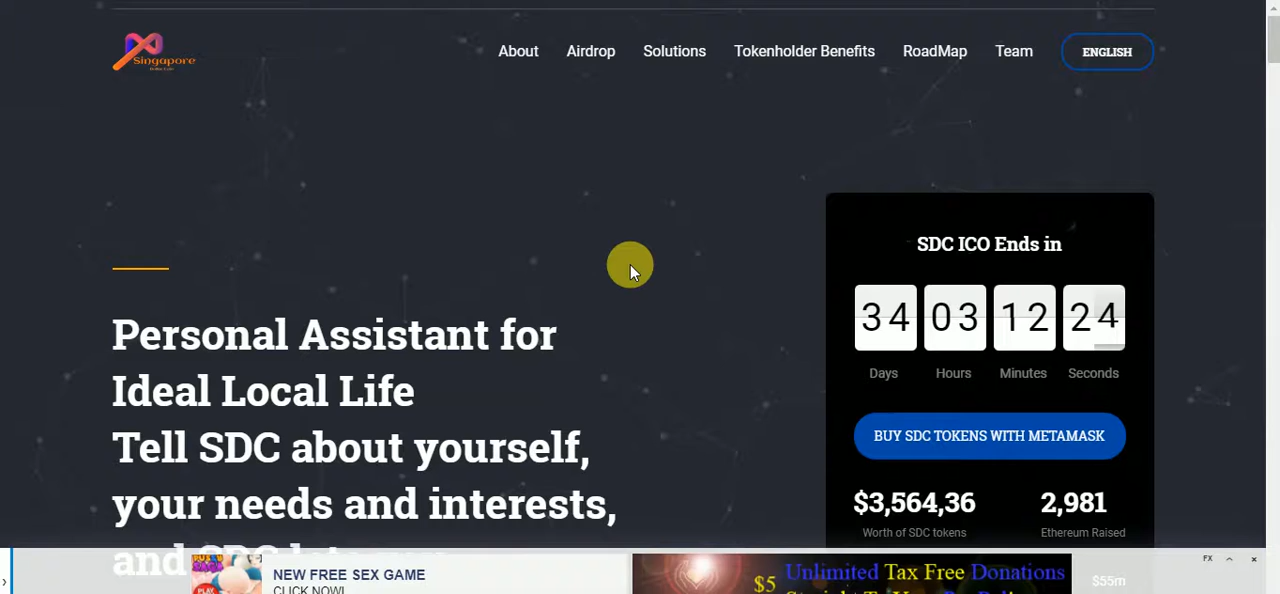 Singapore
About
Airdrop
Solutions
Tokenholder Benefits
RoadMap
Team
ENGLISH
Personal Assistant for
Ideal Local Life
Tell SDC about yourself,
your needs and interests,
and
SDC ICO Ends in
34 03 12 24
Days Hours Minutes Seconds
BUY SDC TOKENS WITH METAMASK
$3,564,36 2,981
Worth of SDC tokens Ethereum Raised
NEW FREE SEX GAME
CLICK NOW!
PLAY
$5 Unlimited Tax Free Donations
$55m
FX